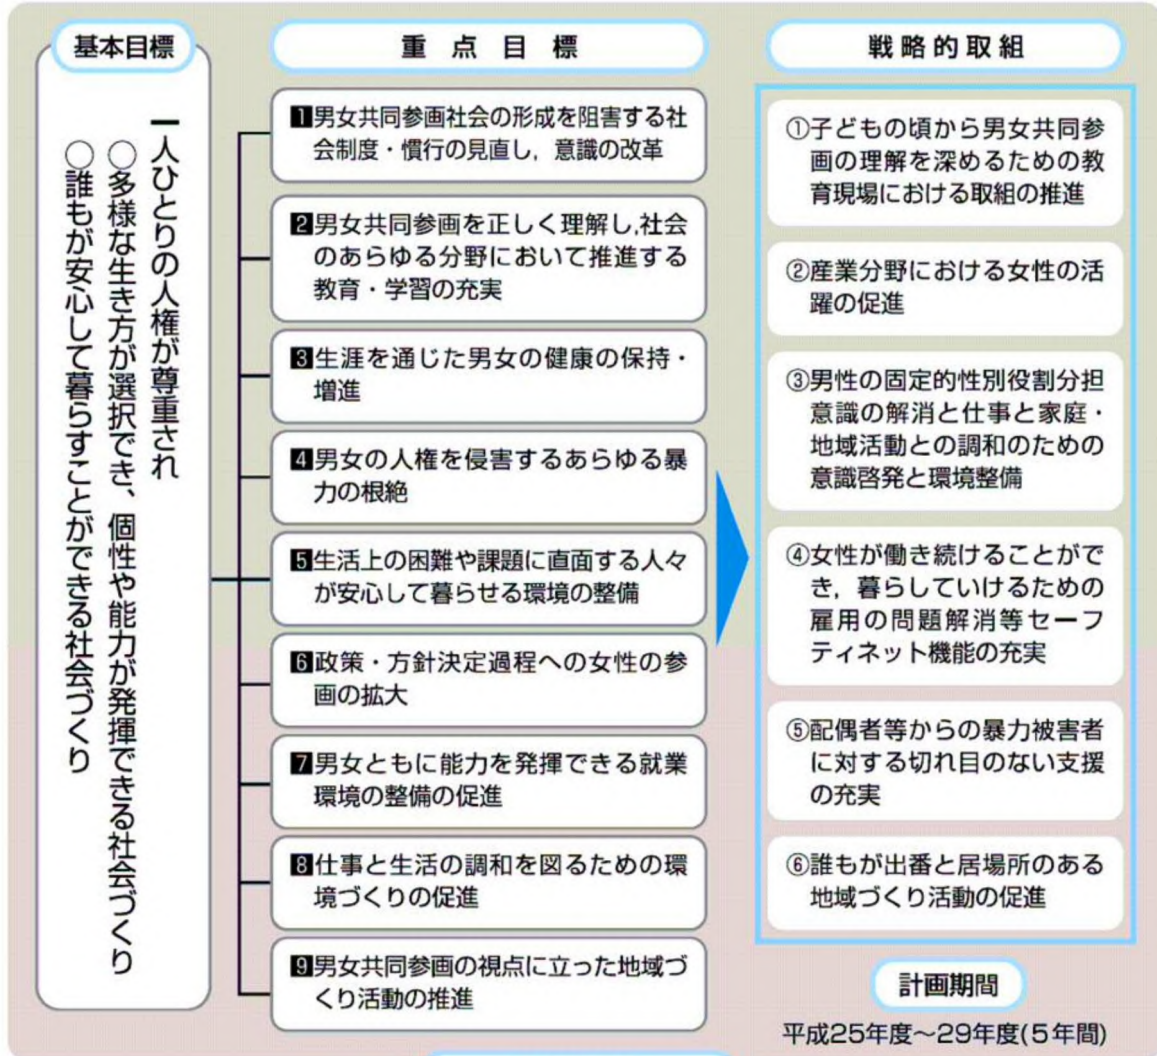 基本目標
一人ひとりの人権が尊重され
○多様な生き方が選択でき、個性や能力が発揮できる社会づくり
○誰もが安心して暮らすことができる社会づくり
重点目標
1男女共同参画社会の形成を阻害する社
会制度・慣行の見直し，意識の改革
2男女共同参画を正しく理解し,社会
のあらゆる分野において推進する
教育・学習の充実
3生涯を通じた男女の健康の保持・
増進
4男女の人権を侵害するあらゆる暴
力の根絶
5生活上の困難や課題に直面する人々
が安心して暮らせる環境の整備
6政策・方針決定過程への女性の参
画の拡大
7男女ともに能力を発揮できる就業
環境の整備の促進
8仕事と生活の調和を図るための環
境づくりの促進
9男女共同参画の視点に立った地域づ
くり活動の推進
戦略的取組
①子どもの頃から男女共同参
画の理解を深めるための教
育現場における取組の推進
②産業分野における女性の活
躍の促進
③男性の固定的性別役割分担
意識の解消と仕事と家庭・
地域活動との調和のための
意識啓発と環境整備
④女性が働き続けることがで
き，暮らしていけるための
雇用の問題解消等セーフ
ティネット機能の充実
⑤配偶者等からの暴力被害者
に対する切れ目のない支援
の充実
⑥誰もが出番と居場所のある
地域づくり活動の促進
計画期間
平成25年度～29年度(5年間)